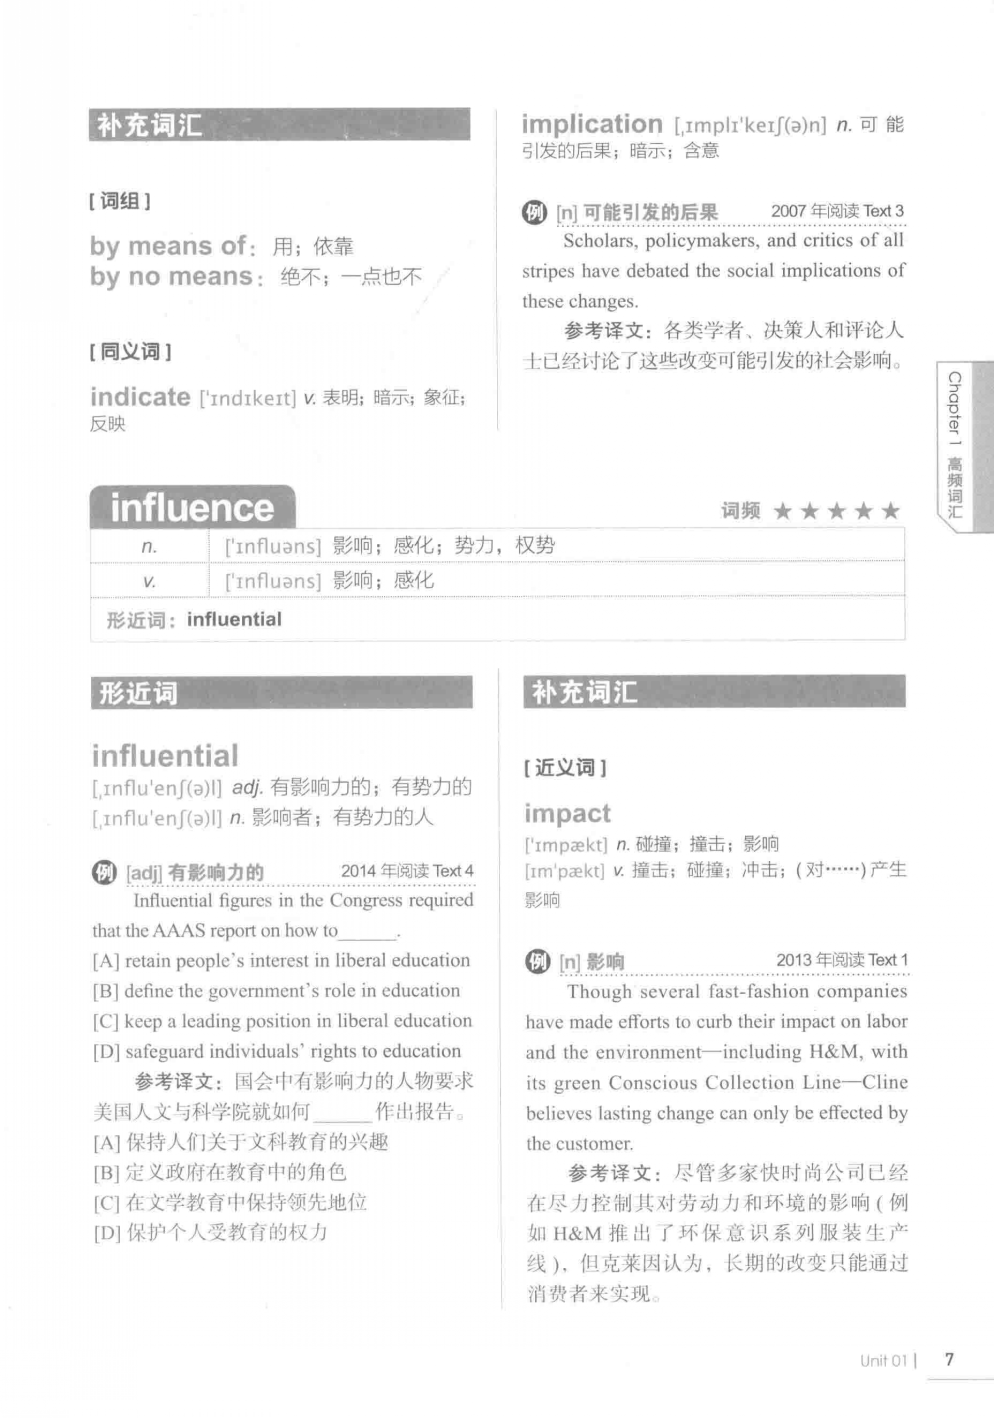 补充词汇
[词组]
by means of：用；依靠
by no means：绝不；一点也不
[同义词]
indicate ['ɪndɪkeɪt] v. 表明；暗示；象征；
反映
implication [,ɪmplɪ'keɪʃ(ə)n] n. 可能
引发的后果；暗示；含意
例 [n] 可能引发的后果 2007 年阅读 Text 3
Scholars, policymakers, and critics of all
stripes have debated the social implications of
these changes.
参考译文：各类学者、决策人和评论人
士已经讨论了这些改变可能引发的社会影响。
Chapter 1 高频词汇
influence
词频 ★ ★ ★ ★ ★
n. ['ɪnfluəns] 影响；感化；势力，权势
v. ['ɪnfluəns] 影响；感化
形近词：influential
形近词
influential
[,ɪnflu'enʃ(ə)l] adj. 有影响力的；有势力的
[,ɪnflu'enʃ(ə)l] n. 影响者；有势力的人
例 [adj] 有影响力的 2014 年阅读 Text 4
Influential figures in the Congress required
that the AAAS report on how to______.
[A] retain people's interest in liberal education
[B] define the government's role in education
[C] keep a leading position in liberal education
[D] safeguard individuals' rights to education
参考译文：国会中有影响力的人物要求
美国人文与科学院就如何______作出报告。
[A] 保持人们关于文科教育的兴趣
[B] 定义政府在教育中的角色
[C] 在文学教育中保持领先地位
[D] 保护个人受教育的权力
补充词汇
[近义词]
impact
['ɪmpækt] n. 碰撞；撞击；影响
[ɪm'pækt] v. 撞击；碰撞；冲击；(对……)产生
影响
例 [n] 影响 2013 年阅读 Text 1
Though several fast-fashion companies
have made efforts to curb their impact on labor
and the environment—including H&M, with
its green Conscious Collection Line—Cline
believes lasting change can only be effected by
the customer.
参考译文：尽管多家快时尚公司已经
在尽力控制其对劳动力和环境的影响(例
如 H&M 推出了环保意识系列服装生产
线)，但克莱因认为，长期的改变只能通过
消费者来实现。
Unit 01 | 7